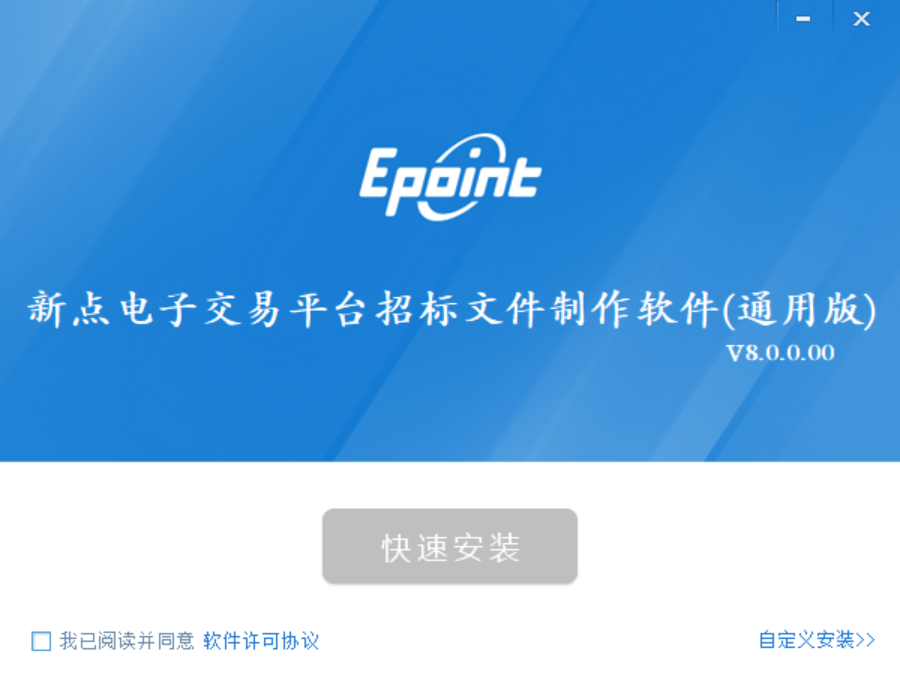 Epoint
新点电子交易平台招标文件制作软件(通用版)
V8.0.0.00
快速安装
我已阅读并同意 软件许可协议
自定义安装>>